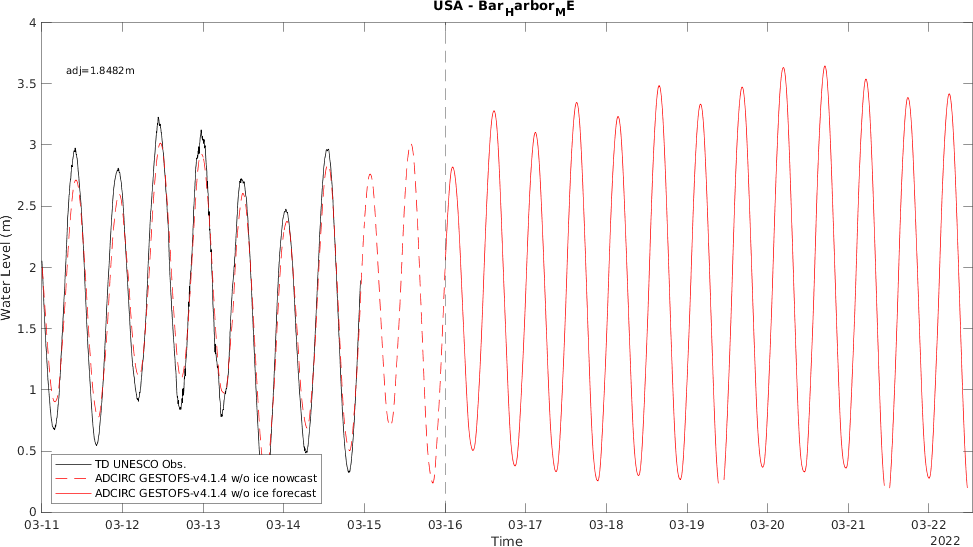 USA - Bar_Harbor_ME
4
adj=1.8482m
3.5
3
2.5
2
1.5
1
0.5
0
Water Level (m)
TD UNESCO Obs.
ADCIRC GESTOFS-v4.1.4 w/o ice nowcast
ADCIRC GESTOFS-v4.1.4 w/o ice forecast
03-11 03-12 03-13 03-14 03-15 03-16 03-17 03-18 03-19 03-20 03-21 03-22
Time
2022